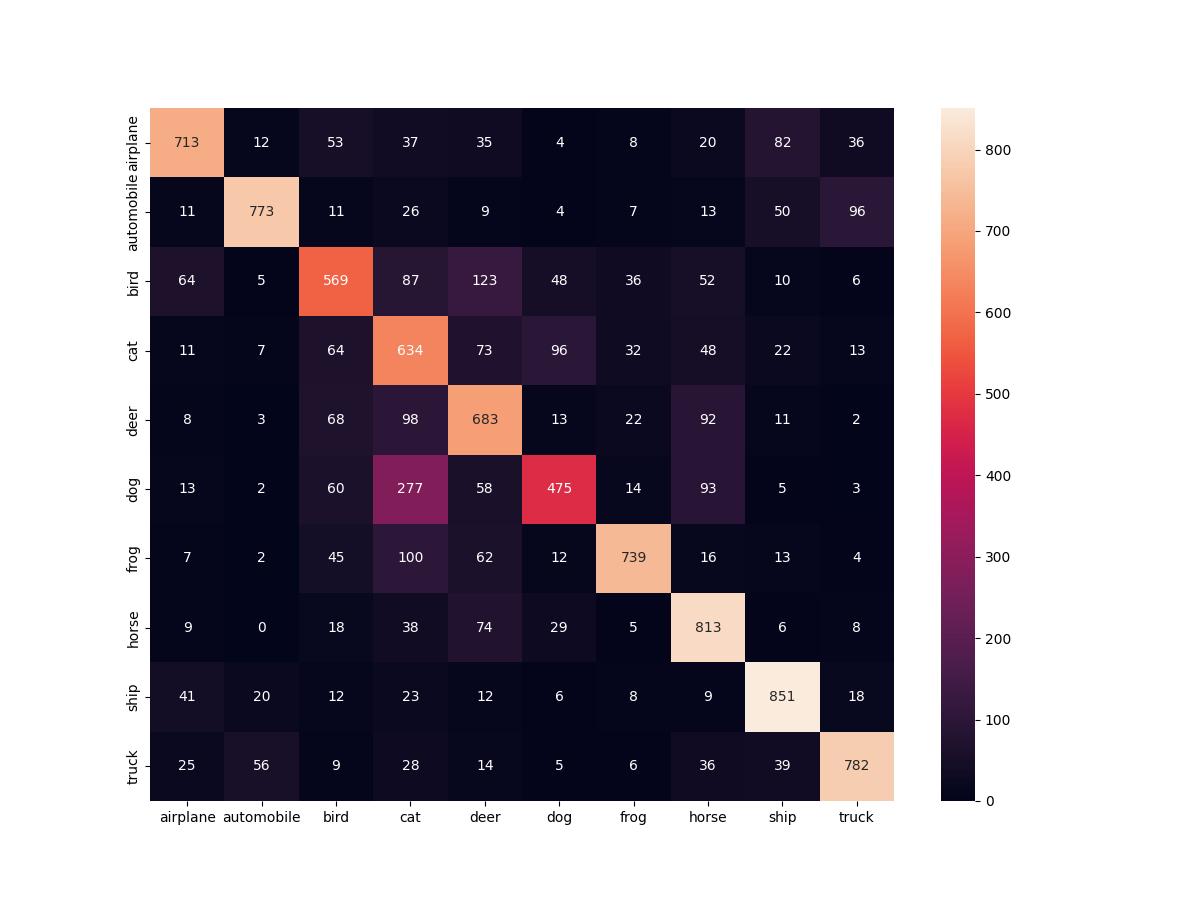 airplane 713 12 53 37 35 4 8 20 82 36
automobile 11 773 11 26 9 4 7 13 50 96
bird 64 5 569 87 123 48 36 52 10 6
cat 11 7 64 634 73 96 32 48 22 13
deer 8 3 68 98 683 13 22 92 11 2
dog 13 2 60 277 58 475 14 93 5 3
frog 7 2 45 100 62 12 739 16 13 4
horse 9 0 18 38 74 29 5 813 6 8
ship 41 20 12 23 12 6 8 9 851 18
truck 25 56 9 28 14 5 6 36 39 782
airplane automobile bird cat deer dog frog horse ship truck
800
700
600
500
400
300
200
100
0